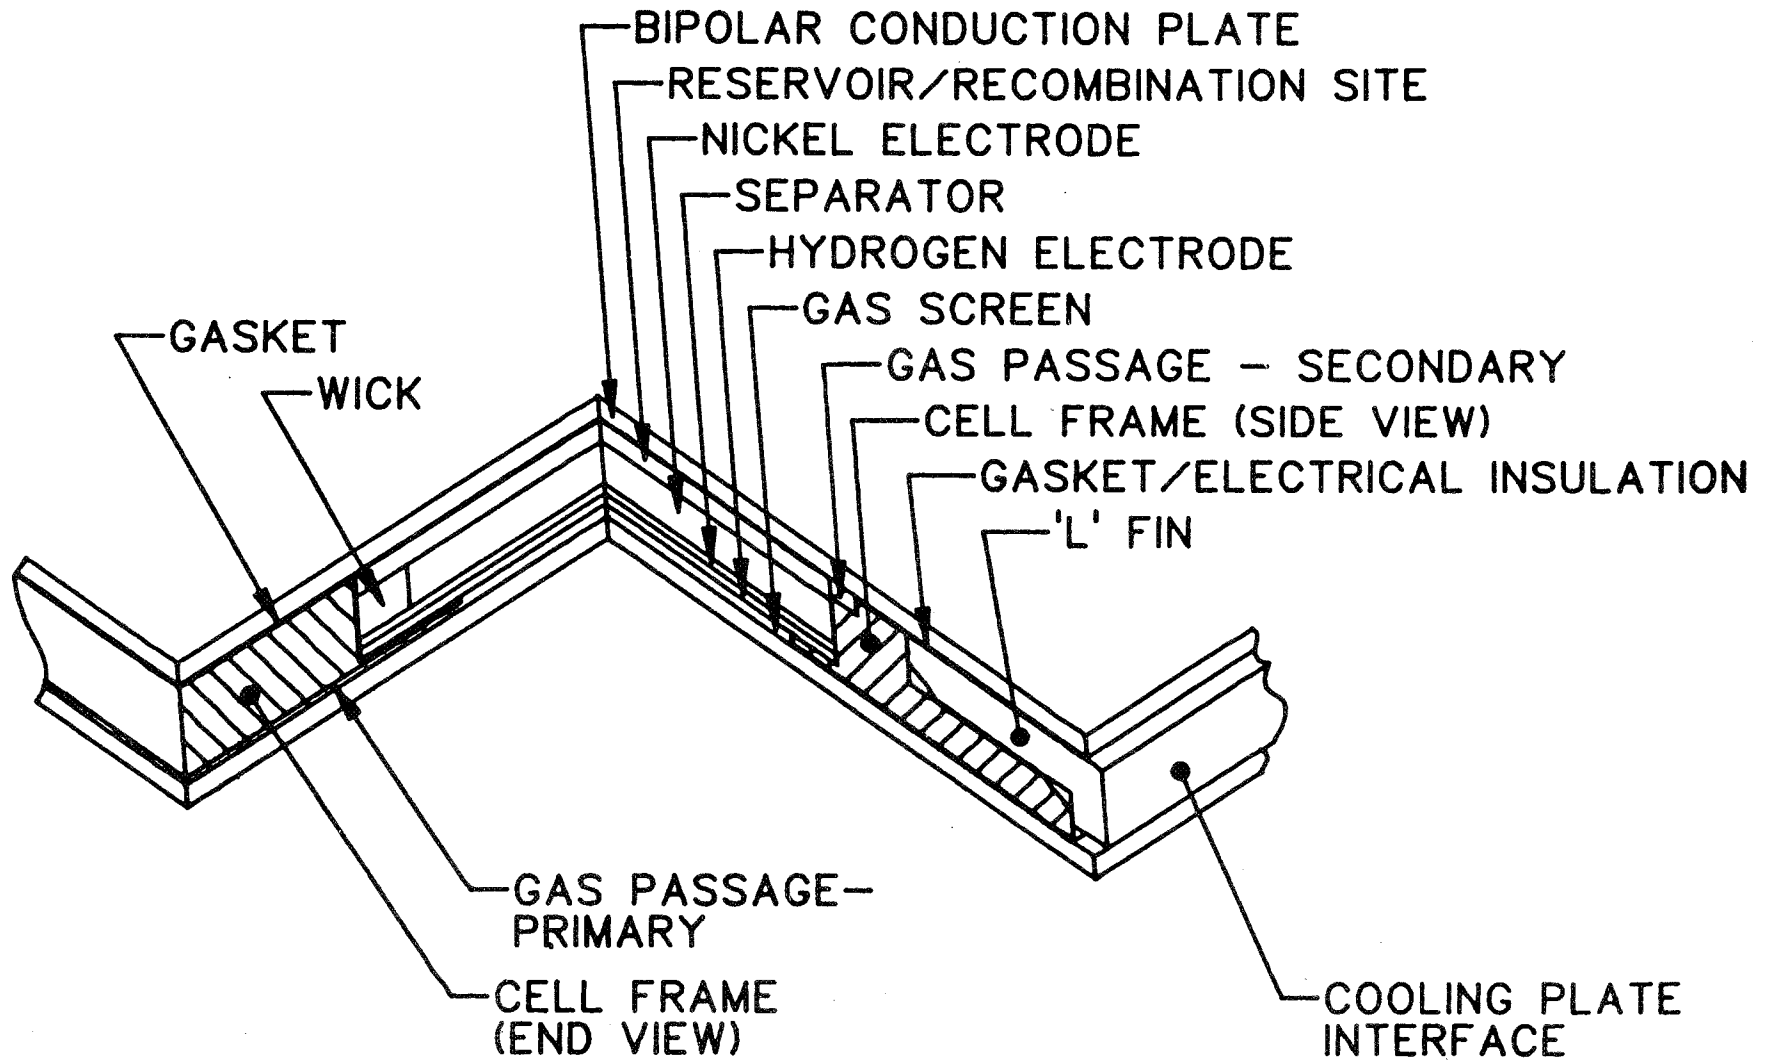 BIPOLAR CONDUCTION PLATE
RESERVOIR/RECOMBINATION SITE
NICKEL ELECTRODE
SEPARATOR
HYDROGEN ELECTRODE
GAS SCREEN
GASKET
GAS PASSAGE - SECONDARY
WICK
CELL FRAME (SIDE VIEW)
GASKET/ELECTRICAL INSULATION
'L' FIN
GAS PASSAGE-
PRIMARY
CELL FRAME
(END VIEW)
COOLING PLATE
INTERFACE